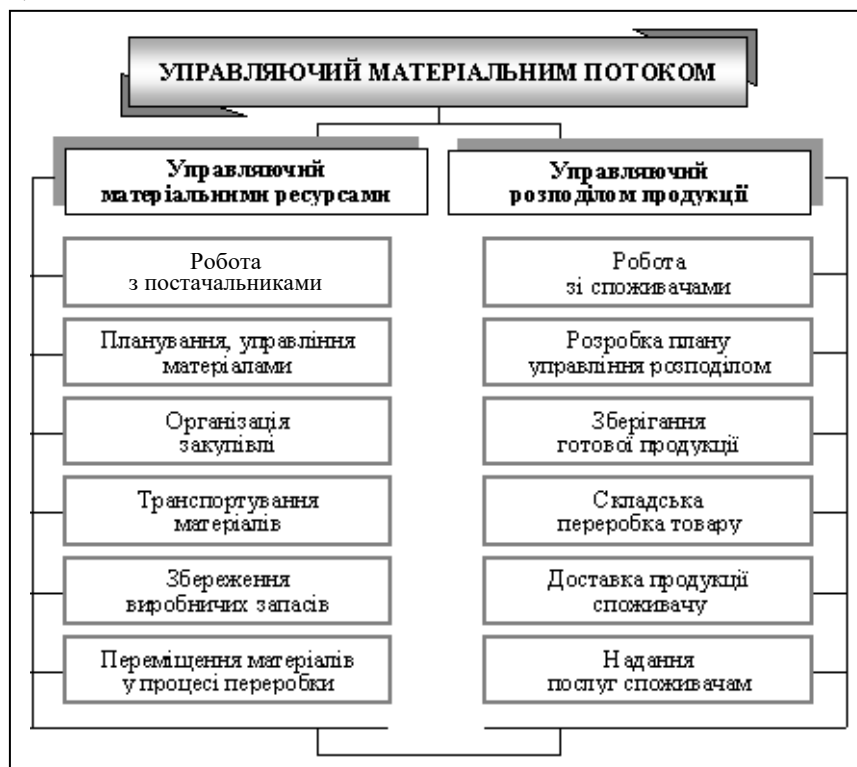 УПРАВЛЯЮЧИЙ МАТЕРІАЛЬНИМ ПОТОКОМ
Управляючий
матеріальними ресурсами
Управляючий
розподілом продукції
Робота
з постачальниками
Планування, управління
матеріалами
Організація
закупівлі
Транспортування
матеріалів
Збереження
виробничих запасів
Переміщення матеріалів
у процесі переробки
Робота
зі споживачами
Розробка плану
управління розподілом
Зберігання
готової продукції
Складська
переробка товару
Доставка продукції
споживачу
Надання
послуг споживачам